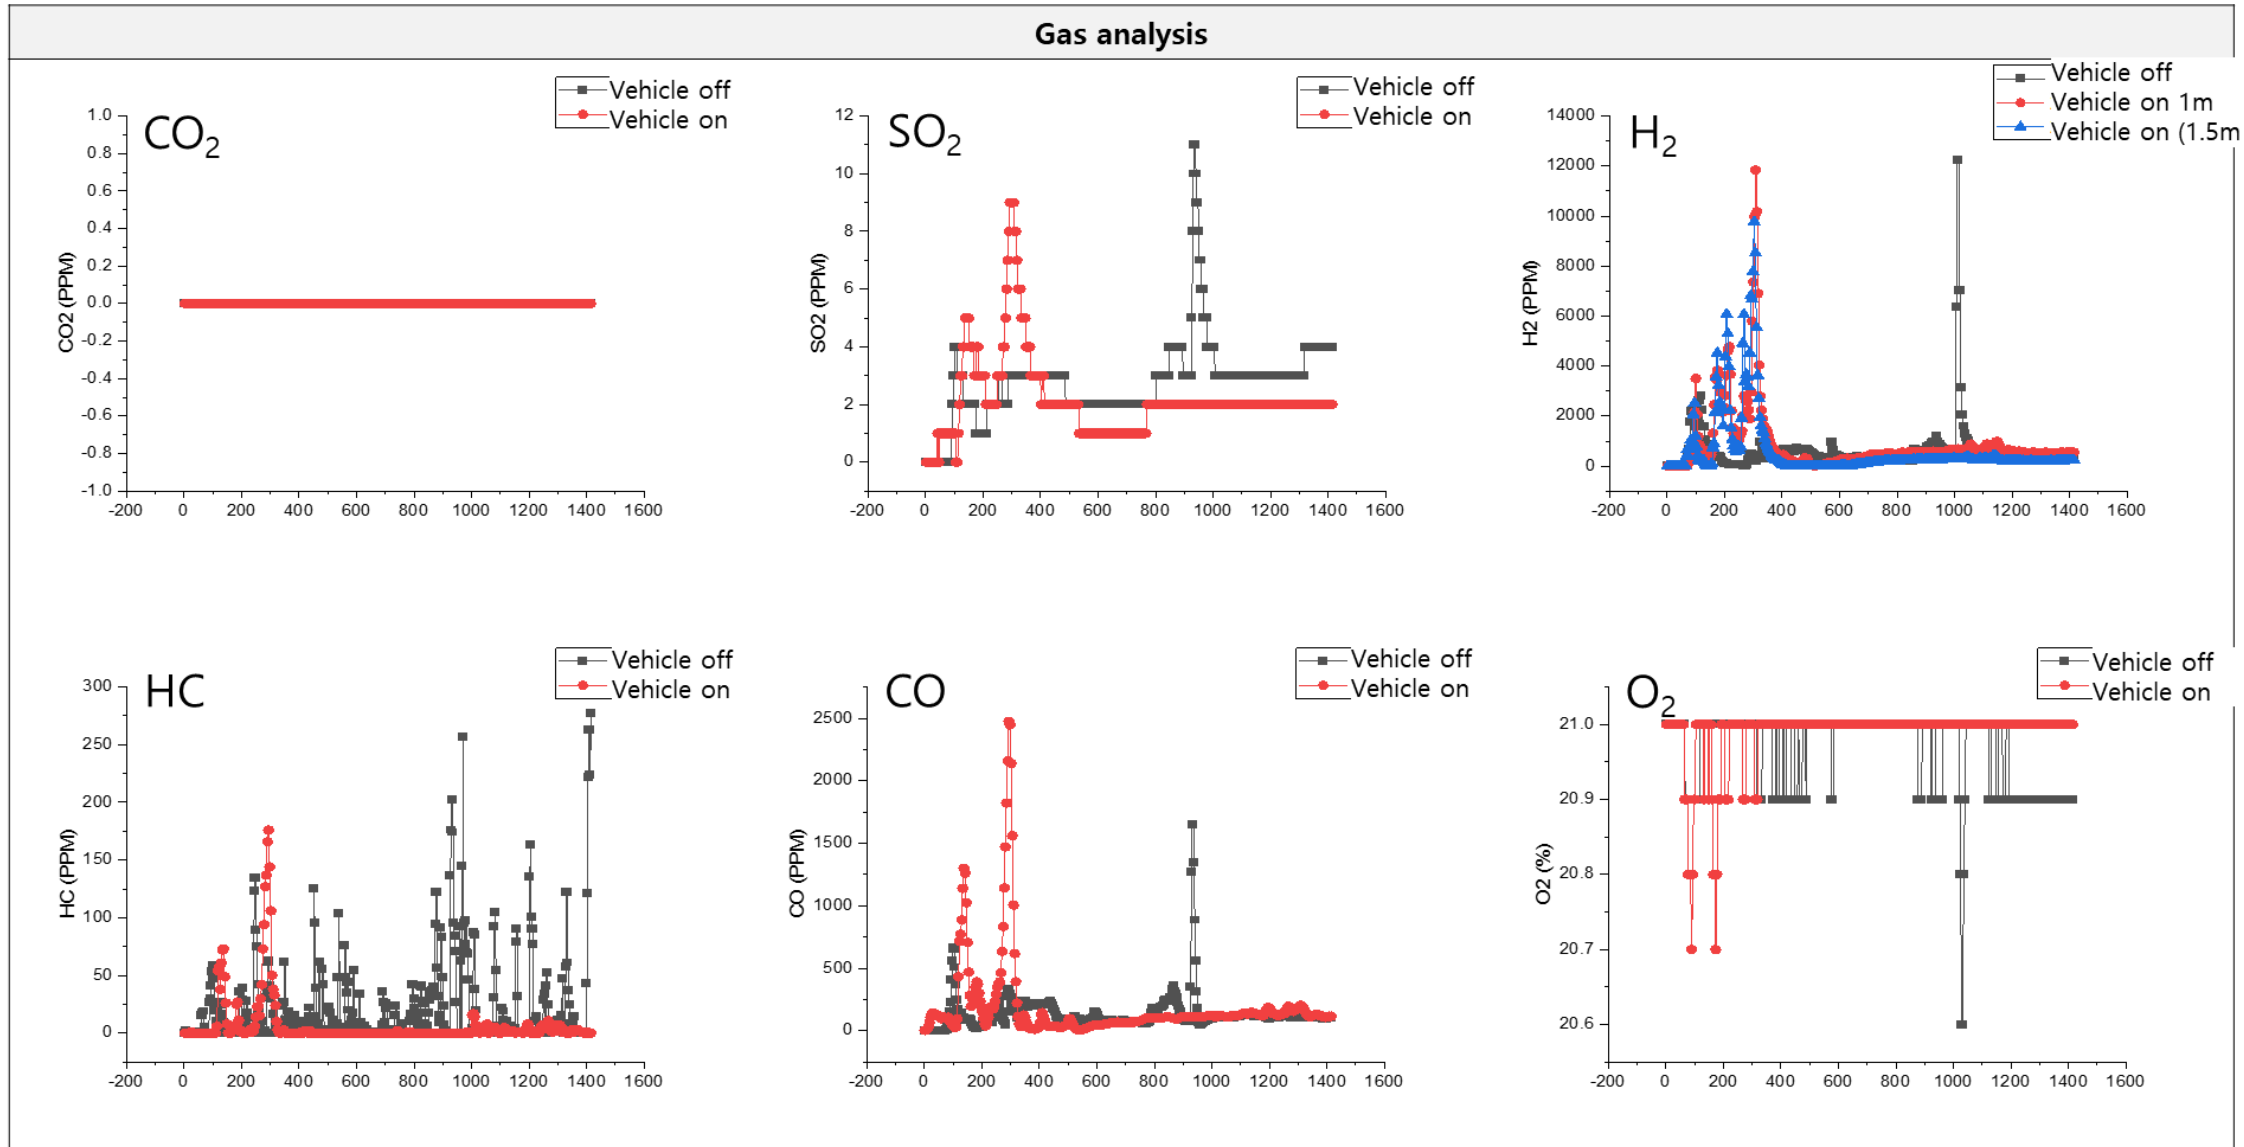 Gas analysis
Vehicle off
Vehicle on
CO2
1.0
0.8
0.6
0.4
0.2
0.0
-0.2
-0.4
-0.6
-0.8
-1.0
CO2 (PPM)
-200 0 200 400 600 800 1000 1200 1400 1600
Vehicle off
Vehicle on
SO2
12
10
8
6
4
2
0
SO2 (PPM)
-200 0 200 400 600 800 1000 1200 1400 1600
Vehicle off
Vehicle on 1m
Vehicle on (1.5m
H2
14000
12000
10000
8000
6000
4000
2000
0
H2 (PPM)
-200 0 200 400 600 800 1000 1200 1400 1600
Vehicle off
Vehicle on
HC
300
250
200
150
100
50
0
HC (PPM)
-200 0 200 400 600 800 1000 1200 1400 1600
Vehicle off
Vehicle on
CO
2500
2000
1500
1000
500
0
CO (PPM)
-200 0 200 400 600 800 1000 1200 1400 1600
Vehicle off
Vehicle on
O2
21.0
20.9
20.8
20.7
20.6
O2 (%)
-200 0 200 400 600 800 1000 1200 1400 1600